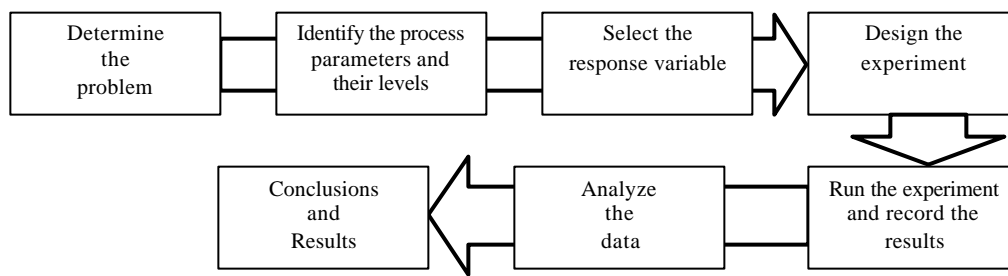 Determine
the
problem
Identify the process
parameters and
their levels
Select the
response variable
Design the
experiment
Run the experiment
and record the
results
Analyze
the
data
Conclusions
and
Results